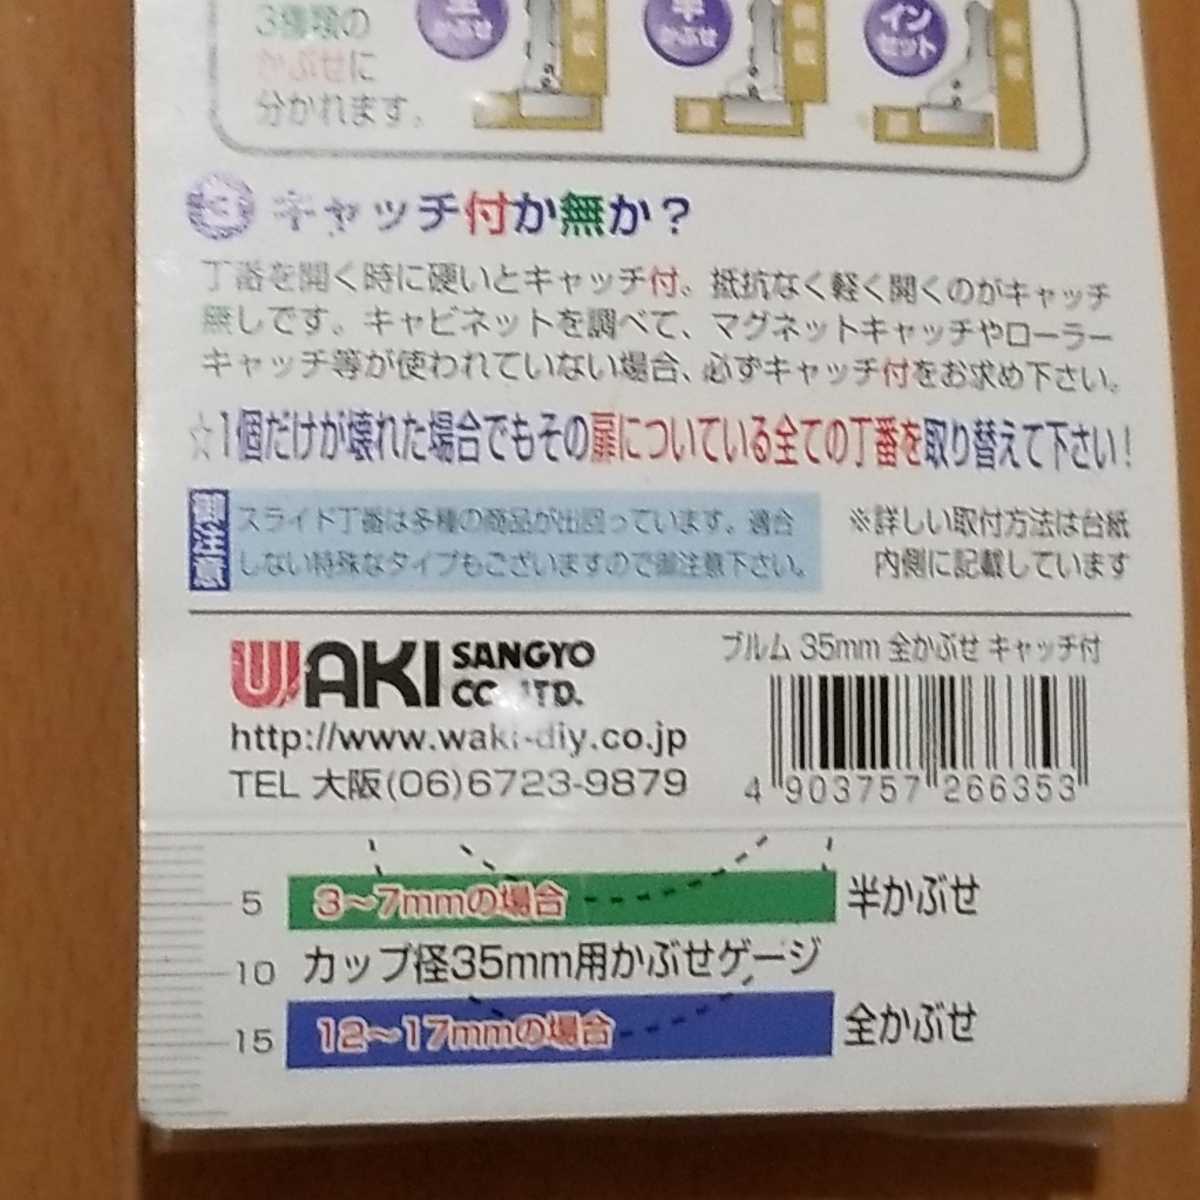 3種類の
かぶせに
分かれます。
全
かぶせ
半
かぶせ
イン
セット
3 キャッチ付か無か？
丁番を開く時に硬いとキャッチ付。抵抗なく軽く開くのがキャッチ
無しです。キャビネットを調べて、マグネットキャッチやローラー
キャッチ等が使われていない場合、必ずキャッチ付をお求め下さい。
☆1個だけが壊れた場合でもその扉についている全ての丁番を取り替えて下さい！
御注意
スライド丁番は多種の商品が出回っています。適合
しない特殊なタイプもございますので御注意下さい。
※詳しい取付方法は台紙
内側に記載しています
WAKI SANGYO
CO.,LTD.
http://www.waki-diy.co.jp
TEL 大阪(06)6723-9879
ブルム 35mm 全かぶせ キャッチ付
4 903757 266353
5 3～7mmの場合 半かぶせ
10 カップ径35mm用かぶせゲージ
15 12～17mmの場合 全かぶせ